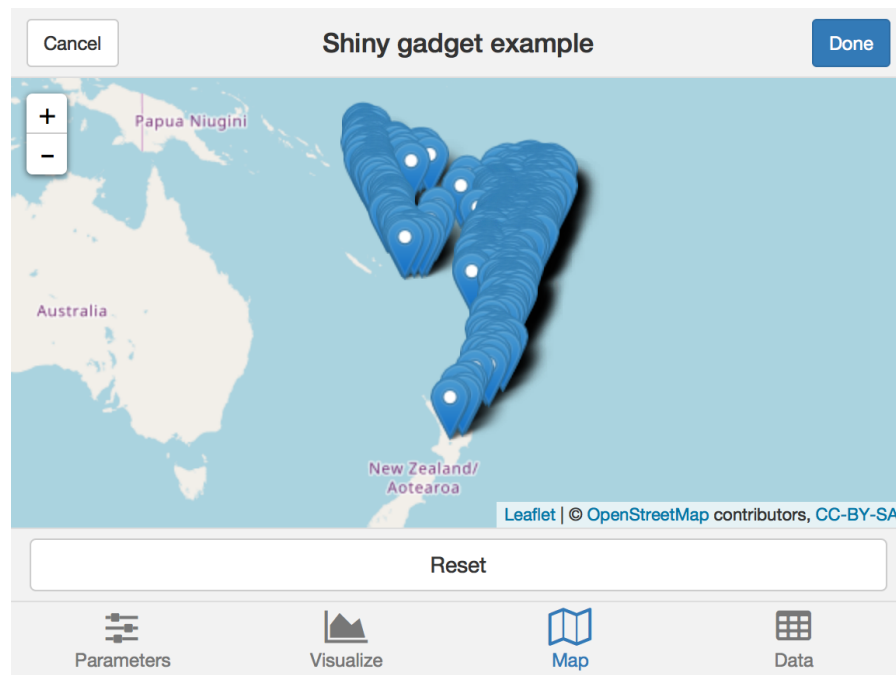 Cancel
Shiny gadget example
Done
+
Papua Niugini
−
Australia
New Zealand/
Aotearoa
Leaflet | © OpenStreetMap contributors, CC-BY-SA
Reset
Parameters
Visualize
Map
Data